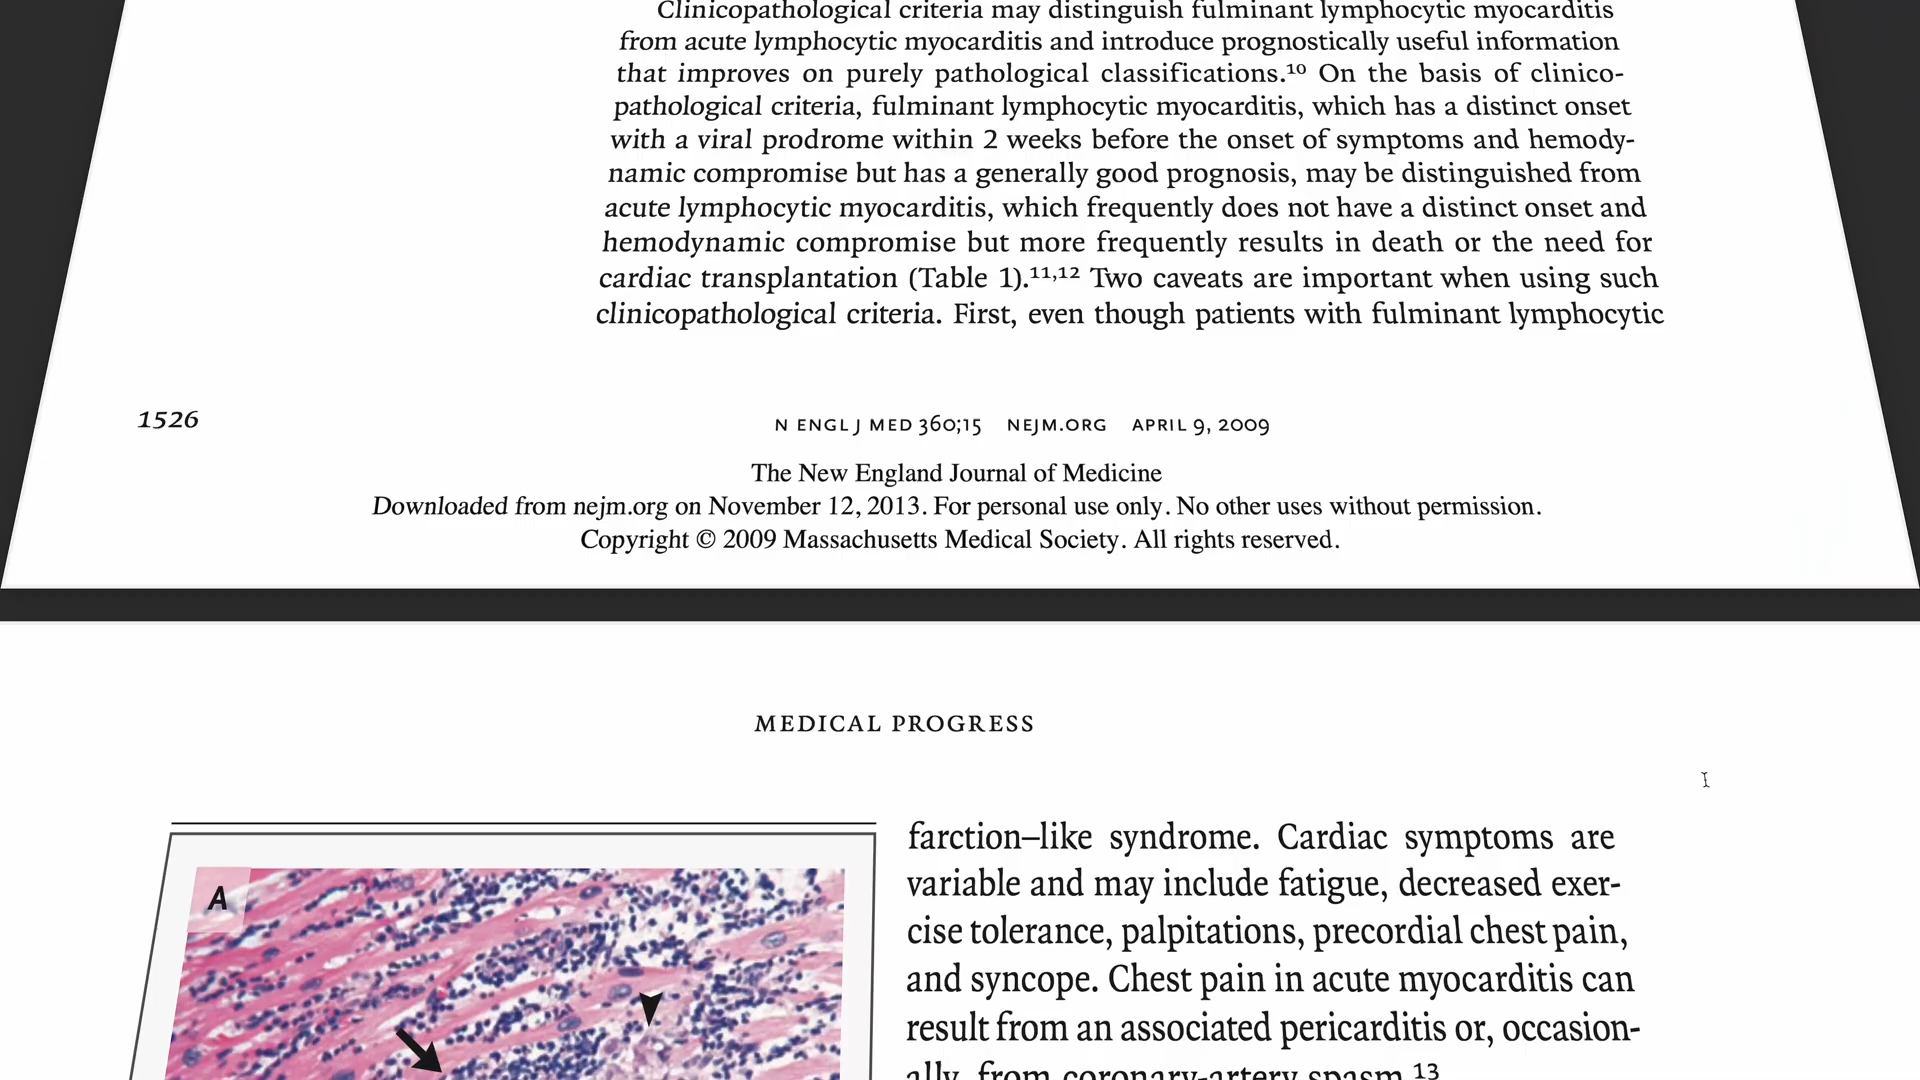 Clinicopathological criteria may distinguish fulminant lymphocytic myocarditis
from acute lymphocytic myocarditis and introduce prognostically useful information
that improves on purely pathological classifications.¹⁰ On the basis of clinico-
pathological criteria, fulminant lymphocytic myocarditis, which has a distinct onset
with a viral prodrome within 2 weeks before the onset of symptoms and hemody-
namic compromise but has a generally good prognosis, may be distinguished from
acute lymphocytic myocarditis, which frequently does not have a distinct onset and
hemodynamic compromise but more frequently results in death or the need for
cardiac transplantation (Table 1).¹¹,¹² Two caveats are important when using such
clinicopathological criteria. First, even though patients with fulminant lymphocytic
1526
N ENGL J MED 360;15 NEJM.ORG APRIL 9, 2009
The New England Journal of Medicine
Downloaded from nejm.org on November 12, 2013. For personal use only. No other uses without permission.
Copyright © 2009 Massachusetts Medical Society. All rights reserved.
MEDICAL PROGRESS
A
farction–like syndrome. Cardiac symptoms are
variable and may include fatigue, decreased exer-
cise tolerance, palpitations, precordial chest pain,
and syncope. Chest pain in acute myocarditis can
result from an associated pericarditis or, occasion-
ally, from coronary-artery spasm.¹³